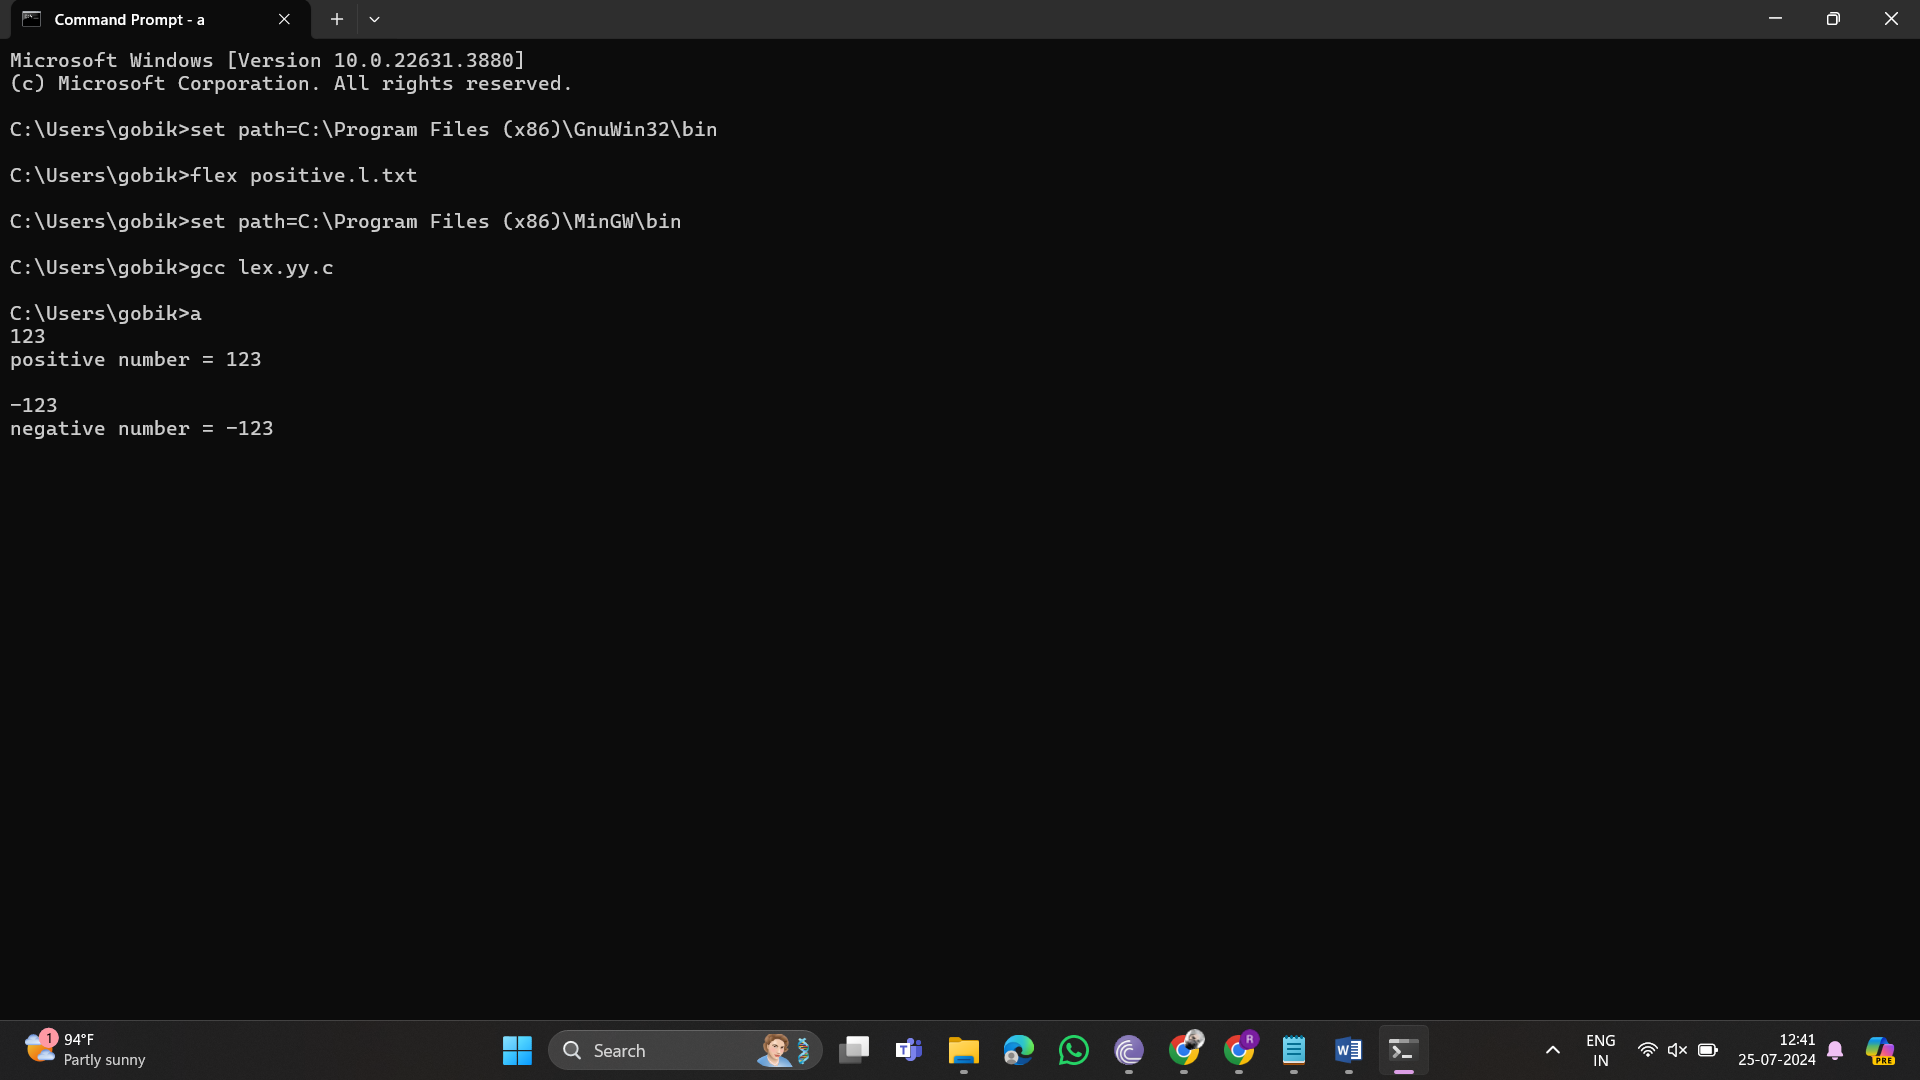 Command Prompt - a
Microsoft Windows [Version 10.0.22631.3880]
(c) Microsoft Corporation. All rights reserved.
C:\Users\gobik>set path=C:\Program Files (x86)\GnuWin32\bin
C:\Users\gobik>flex positive.l.txt
C:\Users\gobik>set path=C:\Program Files (x86)\MinGW\bin
C:\Users\gobik>gcc lex.yy.c
C:\Users\gobik>a
123
positive number = 123
-123
negative number = -123
1
94°F
Partly sunny
Search
T
R
W
ENG
IN
12:41
25-07-2024
PRE